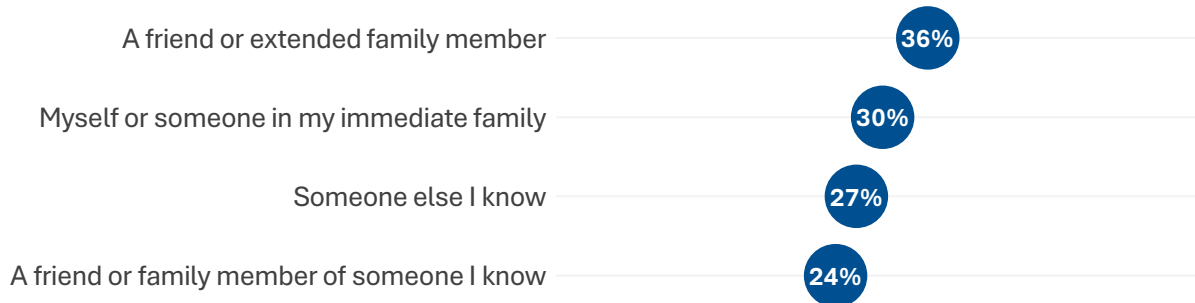 A friend or extended family member 36%
Myself or someone in my immediate family 30%
Someone else I know 27%
A friend or family member of someone I know 24%